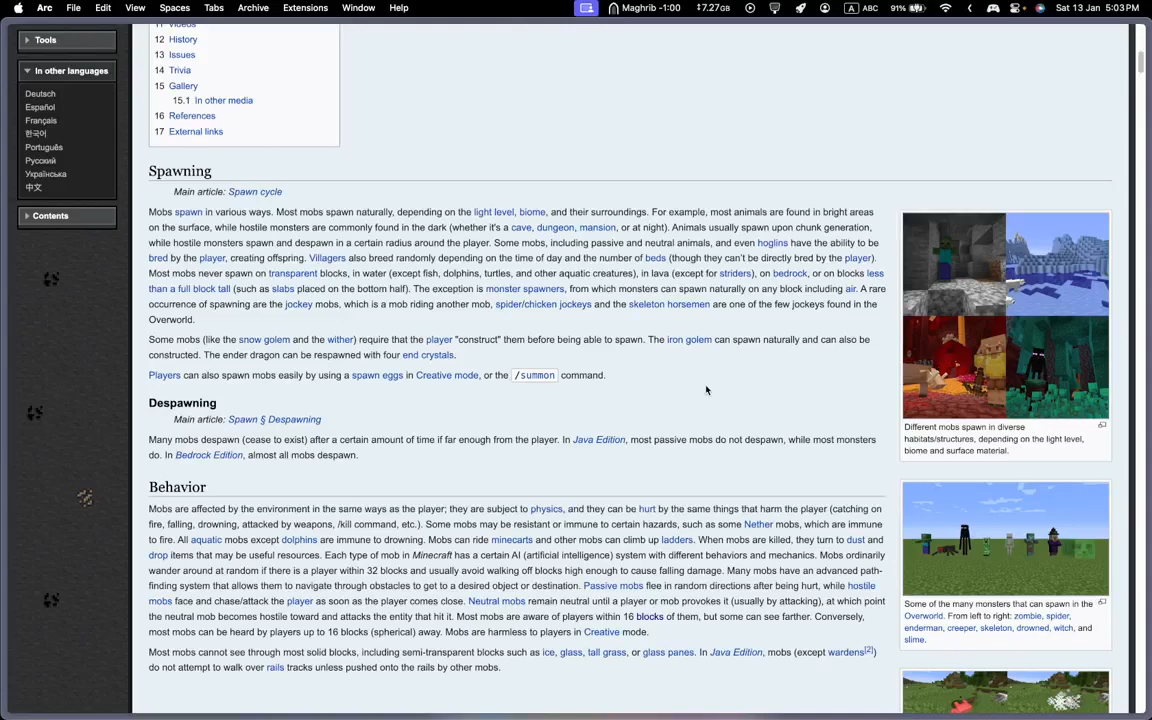 Arc File Edit View Spaces Tabs Archive Extensions Window Help Maghrib -1:00 7.27GB A ABC 91% Sat 13 Jan 5:03 PM
Tools
In other languages
Deutsch
Español
Français
한국어
Português
Русский
Українська
中文
Contents
11 Videos
12 History
13 Issues
14 Trivia
15 Gallery
15.1 In other media
16 References
17 External links
Spawning
Main article: Spawn cycle
Mobs spawn in various ways. Most mobs spawn naturally, depending on the light level, biome, and their surroundings. For example, most animals are found in bright areas
on the surface, while hostile monsters are commonly found in the dark (whether it's a cave, dungeon, mansion, or at night). Animals usually spawn upon chunk generation,
while hostile monsters spawn and despawn in a certain radius around the player. Some mobs, including passive and neutral animals, and even hoglins have the ability to be
bred by the player, creating offspring. Villagers also breed randomly depending on the time of day and the number of beds (though they can't be directly bred by the player).
Most mobs never spawn on transparent blocks, in water (except fish, dolphins, turtles, and other aquatic creatures), in lava (except for striders), on bedrock, or on blocks less
than a full block tall (such as slabs placed on the bottom half). The exception is monster spawners, from which monsters can spawn naturally on any block including air. A rare
occurrence of spawning are the jockey mobs, which is a mob riding another mob, spider/chicken jockeys and the skeleton horsemen are one of the few jockeys found in the
Overworld.
Some mobs (like the snow golem and the wither) require that the player "construct" them before being able to spawn. The iron golem can spawn naturally and can also be
constructed. The ender dragon can be respawned with four end crystals.
Players can also spawn mobs easily by using a spawn eggs in Creative mode, or the /summon command.
Despawning
Main article: Spawn § Despawning
Many mobs despawn (cease to exist) after a certain amount of time if far enough from the player. In Java Edition, most passive mobs do not despawn, while most monsters
do. In Bedrock Edition, almost all mobs despawn.
Behavior
Mobs are affected by the environment in the same ways as the player; they are subject to physics, and they can be hurt by the same things that harm the player (catching on
fire, falling, drowning, attacked by weapons, /kill command, etc.). Some mobs may be resistant or immune to certain hazards, such as some Nether mobs, which are immune
to fire. All aquatic mobs except dolphins are immune to drowning. Mobs can ride minecarts and other mobs can climb up ladders. When mobs are killed, they turn to dust and
drop items that may be useful resources. Each type of mob in Minecraft has a certain AI (artificial intelligence) system with different behaviors and mechanics. Mobs ordinarily
wander around at random if there is a player within 32 blocks and usually avoid walking off blocks high enough to cause falling damage. Many mobs have an advanced path-
finding system that allows them to navigate through obstacles to get to a desired object or destination. Passive mobs flee in random directions after being hurt, while hostile
mobs face and chase/attack the player as soon as the player comes close. Neutral mobs remain neutral until a player or mob provokes it (usually by attacking), at which point
the neutral mob becomes hostile toward and attacks the entity that hit it. Most mobs are aware of players within 16 blocks of them, but some can see farther. Conversely,
most mobs can be heard by players up to 16 blocks (spherical) away. Mobs are harmless to players in Creative mode.
Most mobs cannot see through most solid blocks, including semi-transparent blocks such as ice, glass, tall grass, or glass panes. In Java Edition, mobs (except wardens[2])
do not attempt to walk over rails tracks unless pushed onto the rails by other mobs.
Different mobs spawn in diverse
habitats/structures, depending on the light level,
biome and surface material.
Some of the many monsters that can spawn in the
Overworld. From left to right: zombie, spider,
enderman, creeper, skeleton, drowned, witch, and
slime.